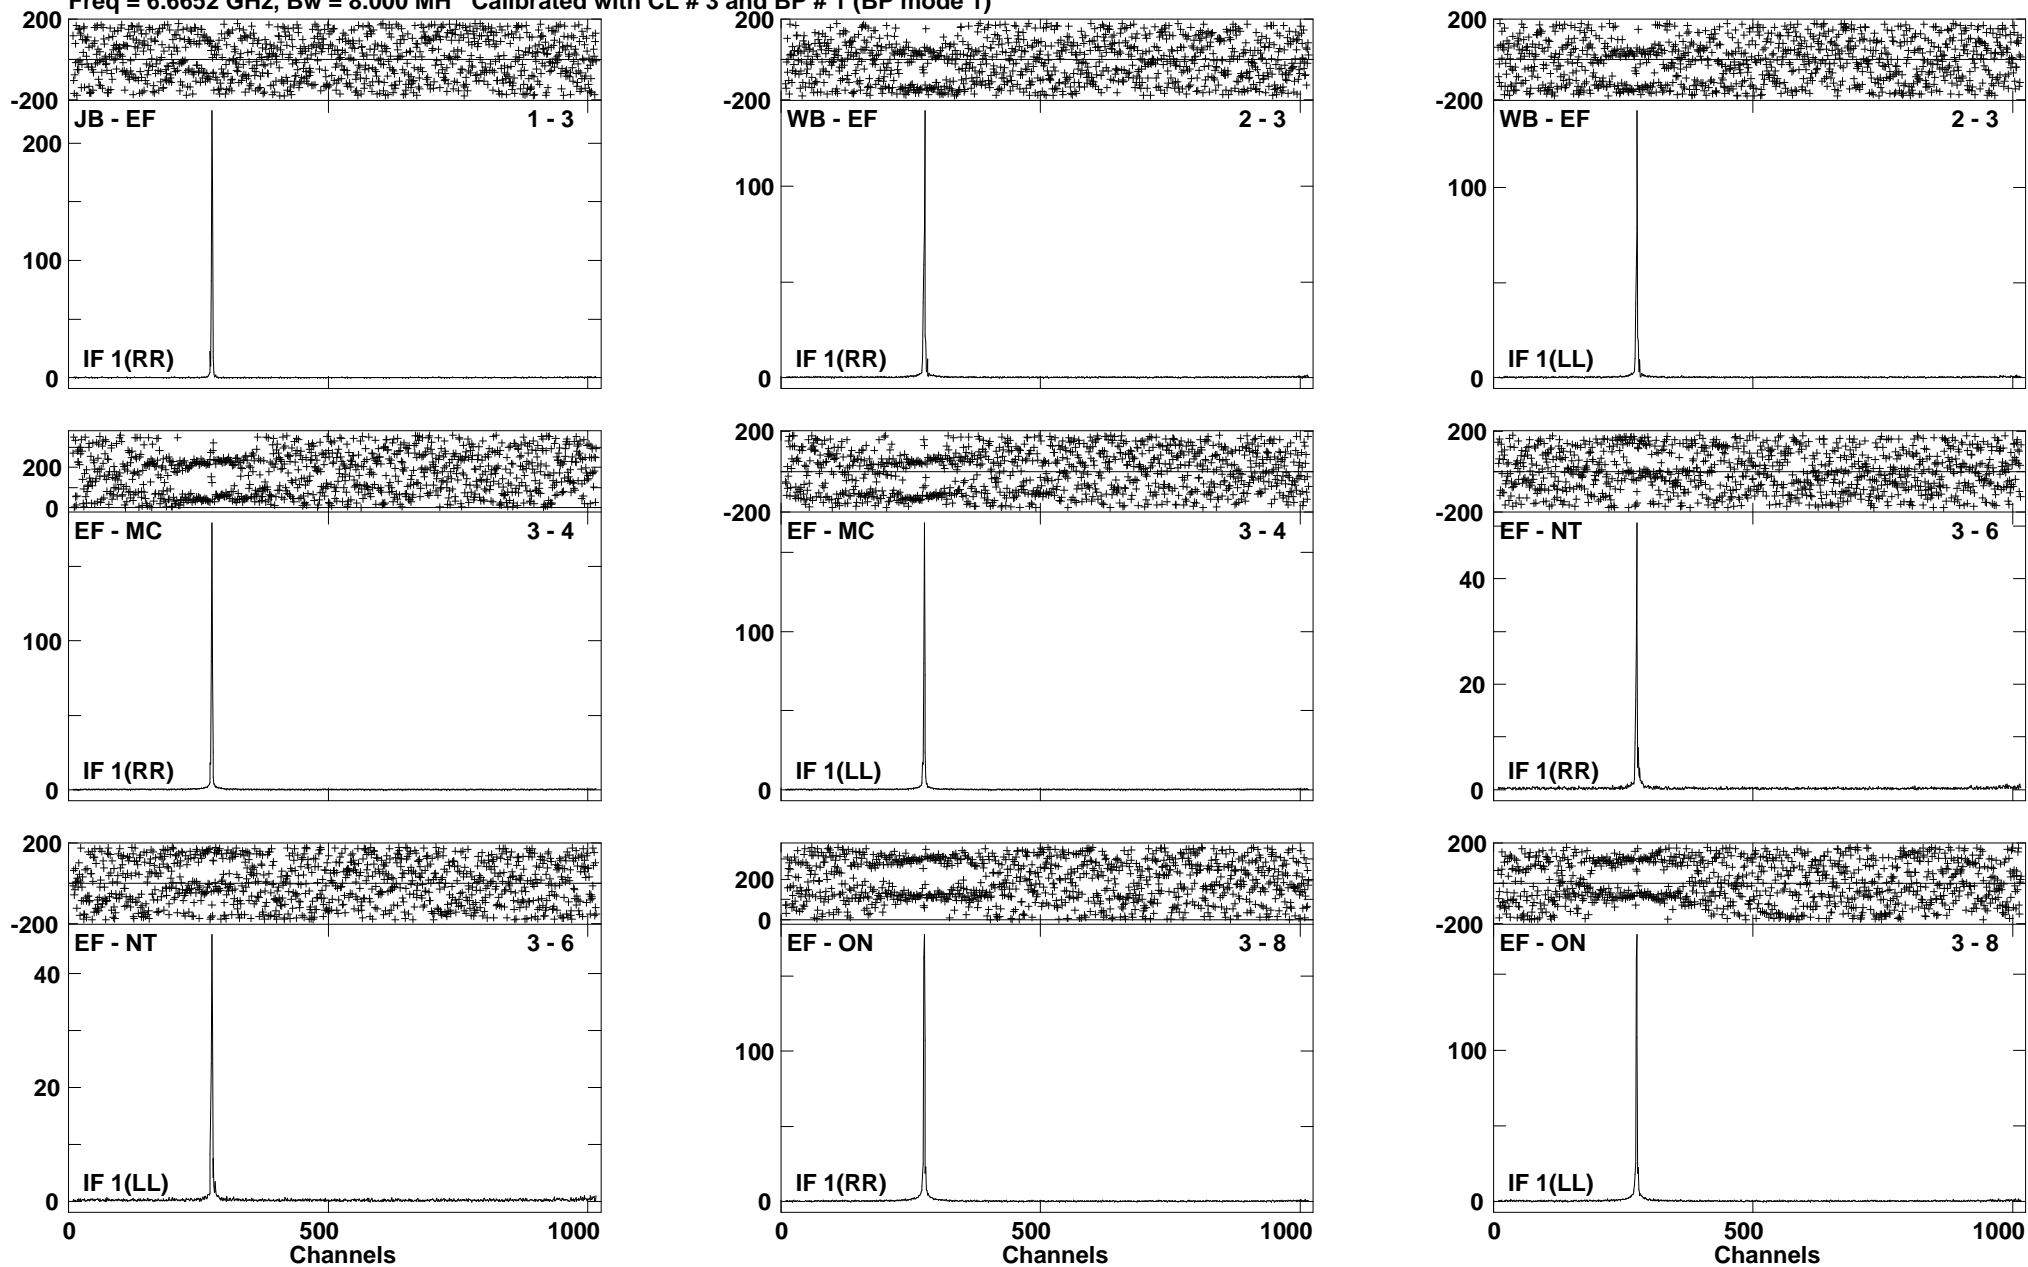 Freq = 6.6652 GHz, Bw = 8.000 MH Calibrated with CL # 3 and BP # 1 (BP mode 1)
200 200 200
-200 -200 -200
JB - EF 1 - 3 WB - EF 2 - 3 WB - EF 2 - 3
200
100 100
100
IF 1(RR) IF 1(RR) IF 1(LL)
0 0 0
200 200
200
0
-200 -200
EF - MC 3 - 4 EF - MC 3 - 4 EF - NT 3 - 6
40
100 100
20
IF 1(RR) IF 1(LL) IF 1(RR)
0 0 0
200 200
200
0
-200 -200
EF - NT 3 - 6 EF - ON 3 - 8 EF - ON 3 - 8
40
100 100
20
IF 1(LL) IF 1(RR) IF 1(LL)
0 0 0
0 500 1000 0 500 1000 0 500 1000
Channels Channels Channels